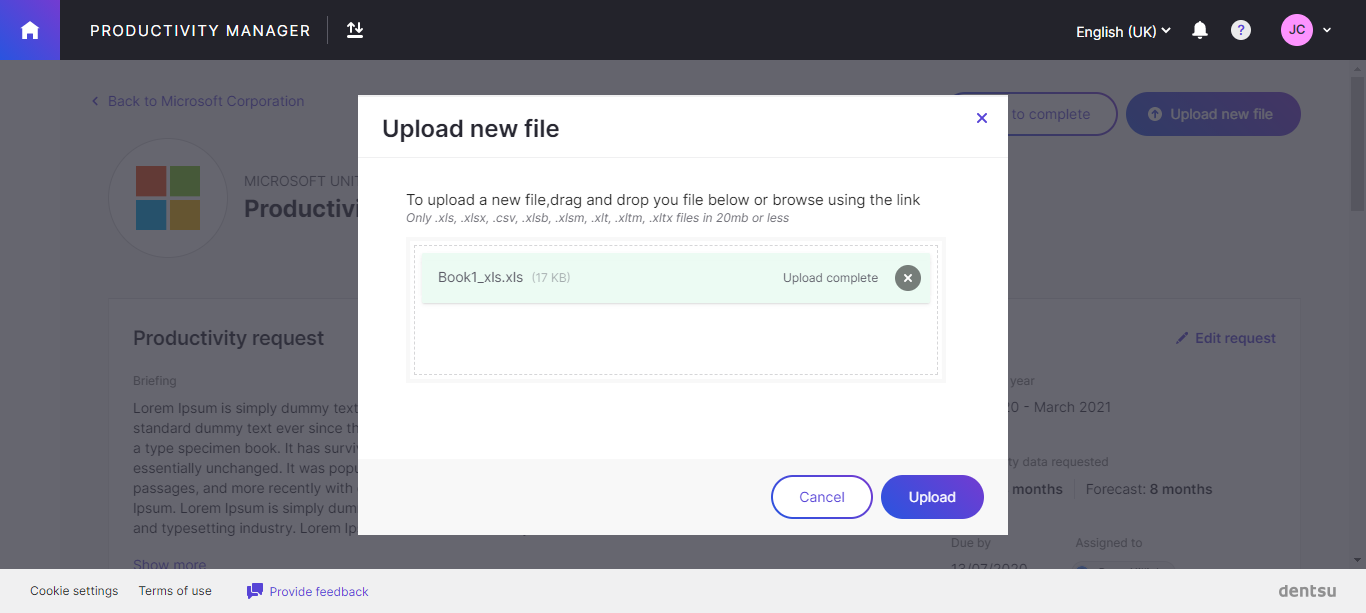 PRODUCTIVITY MANAGER
English (UK)
?
JC
Back to Microsoft Corporation
to complete
Upload new file
Upload new file
MICROSOFT UNIT
Productivi
To upload a new file,drag and drop you file below or browse using the link
Only .xls, .xlsx, .csv, .xlsb, .xlsm, .xlt, .xltm, .xltx files in 20mb or less
Book1_xls.xls (17 KB)
Upload complete
Productivity request
Edit request
Briefing
year
Lorem Ipsum is simply dummy text
20 - March 2021
standard dummy text ever since th
a type specimen book. It has survi
essentially unchanged. It was popu
ty data requested
passages, and more recently with
months
Forecast: 8 months
Ipsum. Lorem Ipsum is simply dum
and typesetting industry. Lorem Ip
Cancel
Upload
Due by
Assigned to
Show more
13/07/2020
Cookie settings
Terms of use
Provide feedback
dentsu